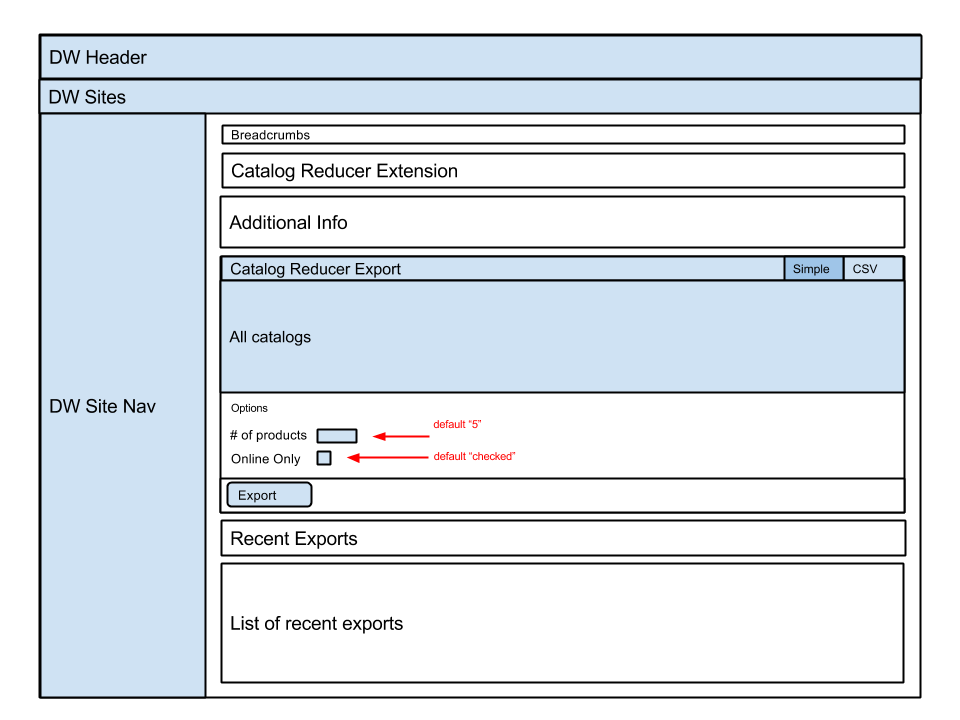 DW Header
DW Sites
DW Site Nav
Breadcrumbs
Catalog Reducer Extension
Additional Info
Catalog Reducer Export Simple CSV
All catalogs
Options
# of products default “5”
Online Only default “checked”
Export
Recent Exports
List of recent exports